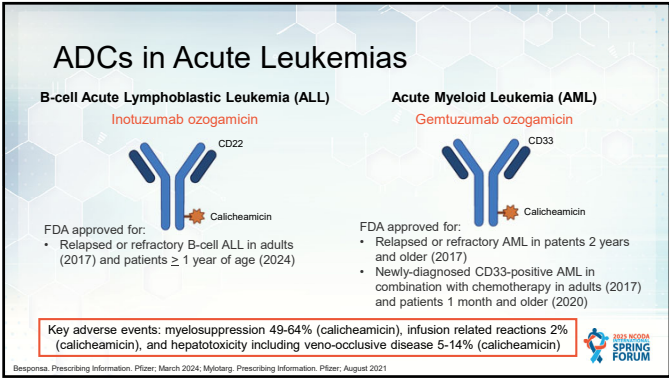 ADCs in Acute Leukemias
B-cell Acute Lymphoblastic Leukemia (ALL)
Inotuzumab ozogamicin
CD22
Calicheamicin
FDA approved for:
• Relapsed or refractory B-cell ALL in adults
(2017) and patients ≥ 1 year of age (2024)
Acute Myeloid Leukemia (AML)
Gemtuzumab ozogamicin
CD33
Calicheamicin
FDA approved for:
• Relapsed or refractory AML in patents 2 years
and older (2017)
• Newly-diagnosed CD33-positive AML in
combination with chemotherapy in adults (2017)
and patients 1 month and older (2020)
Key adverse events: myelosuppression 49-64% (calicheamicin), infusion related reactions 2%
(calicheamicin), and hepatotoxicity including veno-occlusive disease 5-14% (calicheamicin)
2025 NCODA
INTERNATIONAL
SPRING
FORUM
Besponsa. Prescribing Information. Pfizer; March 2024; Mylotarg. Prescribing Information. Pfizer; August 2021